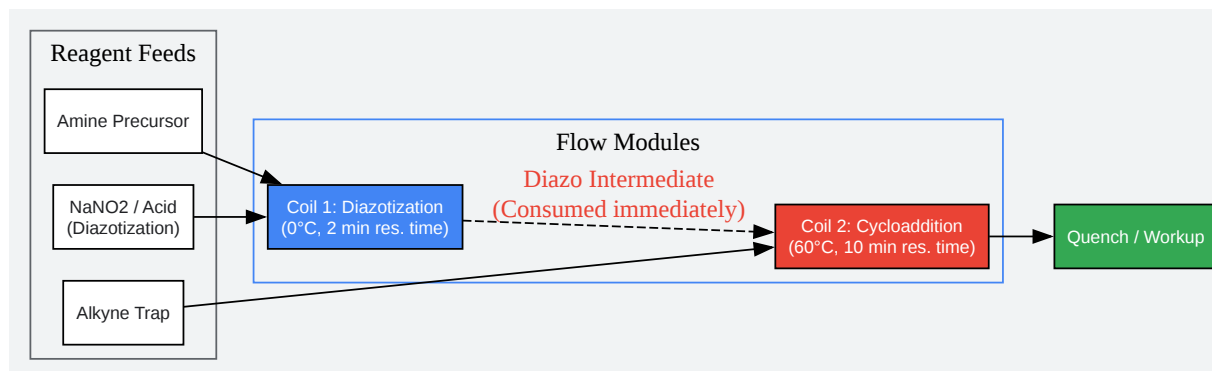 Reagent Feeds
Amine Precursor
NaNO2 / Acid
(Diazotization)
Alkyne Trap
Flow Modules
Diazo Intermediate
(Consumed immediately)
Coil 1: Diazotization
(0°C, 2 min res. time)
Coil 2: Cycloaddition
(60°C, 10 min res. time)
Quench / Workup